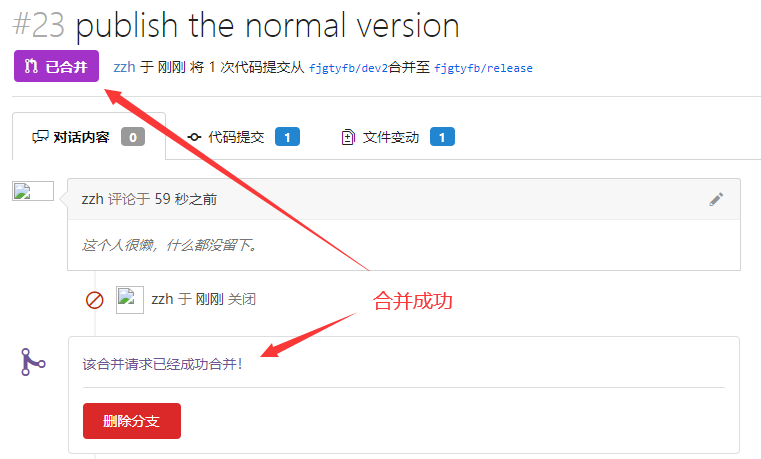 #23 publish the normal version
已合并 zzh 于 刚刚 将 1 次代码提交从 fjgtyfb/dev2合并至 fjgtyfb/release
对话内容 0 代码提交 1 文件变动 1
zzh 评论于 59 秒之前
这个人很懒，什么都没留下。
zzh 于 刚刚 关闭
合并成功
该合并请求已经成功合并!
删除分支